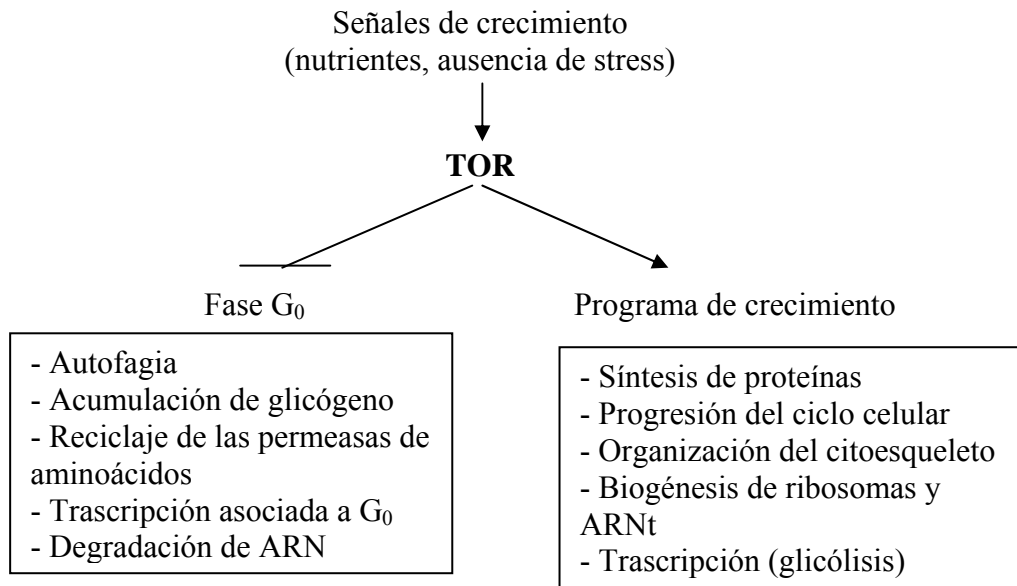 Señales de crecimiento
(nutrientes, ausencia de stress)
TOR
Fase G₀
Programa de crecimiento
- Autofagia
- Acumulación de glicógeno
- Reciclaje de las permeasas de
aminoácidos
- Trascripción asociada a G₀
- Degradación de ARN
- Síntesis de proteínas
- Progresión del ciclo celular
- Organización del citoesqueleto
- Biogénesis de ribosomas y
ARNt
- Trascripción (glicólisis)